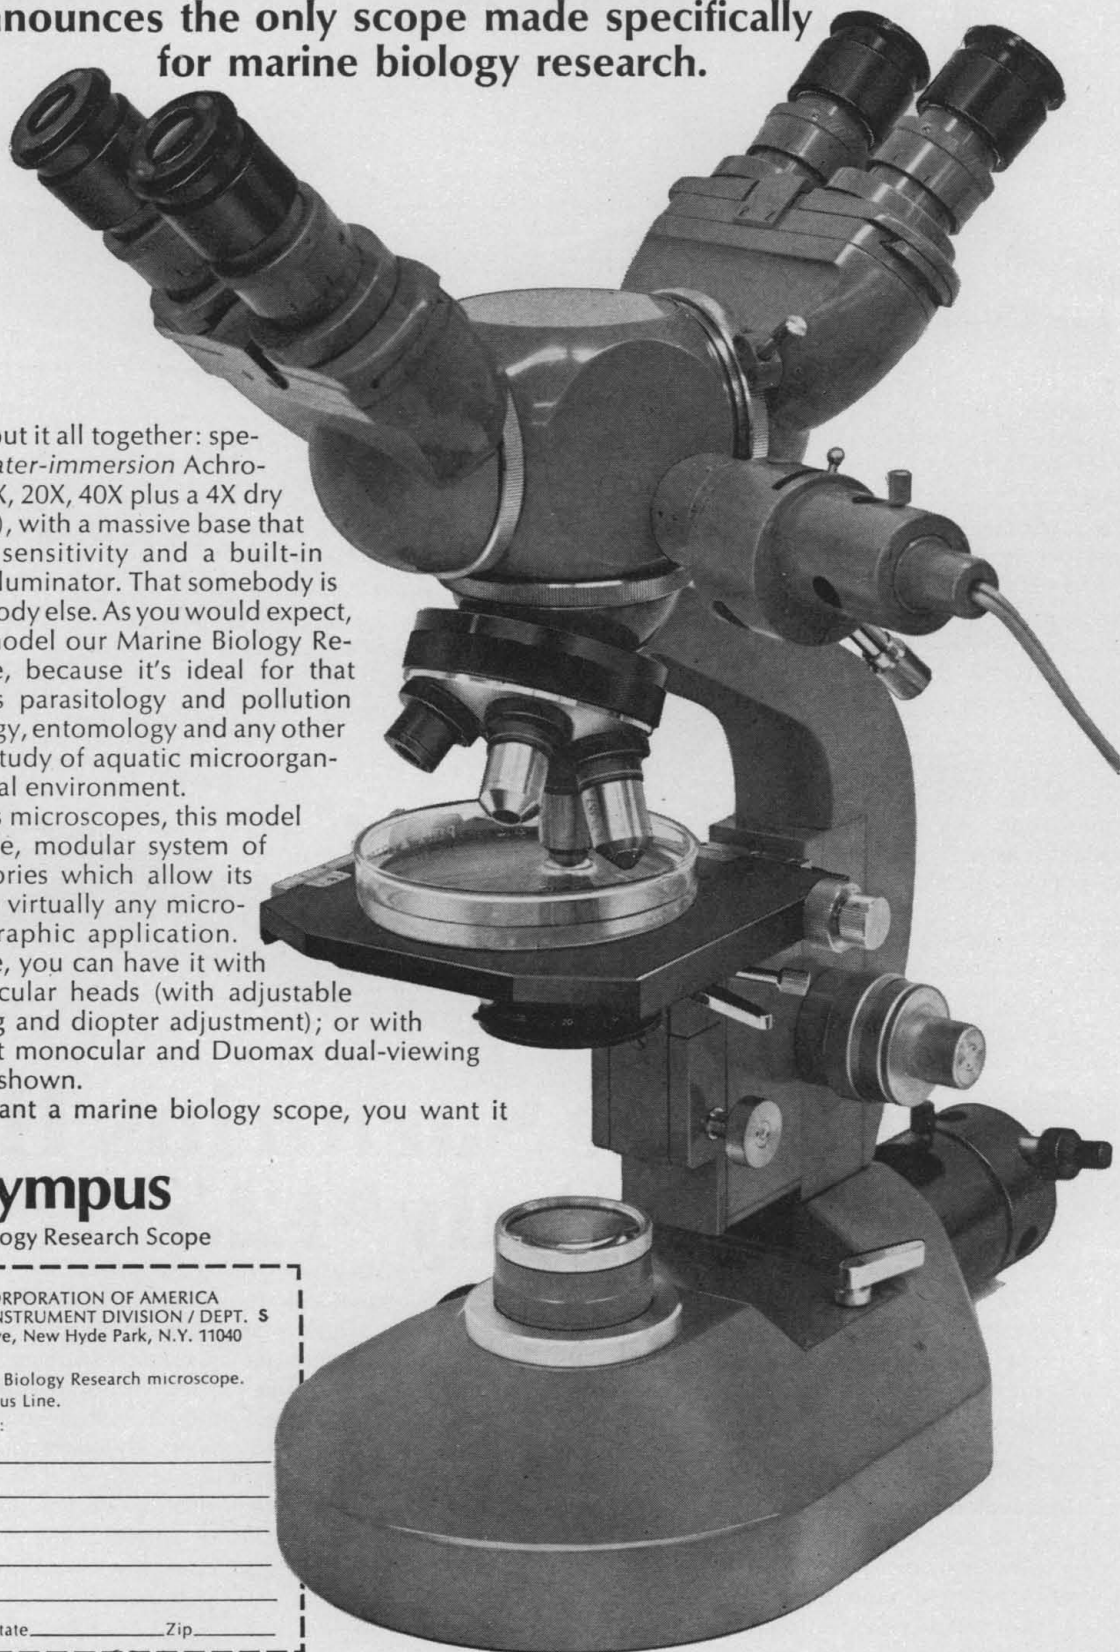 nnounces the only scope made specifically
for marine biology research.
out it all together: spe-
ater-immersion Achro-
X, 20X, 40X plus a 4X dry
), with a massive base that
sensitivity and a built-in
luminator. That somebody is
ody else. As you would expect,
odel our Marine Biology Re-
e, because it's ideal for that
s parasitology and pollution
gy, entomology and any other
tudy of aquatic microorgan-
al environment.
s microscopes, this model
e, modular system of
ories which allow its
virtually any micro-
raphic application.
e, you can have it with
cular heads (with adjustable
g and diopter adjustment); or with
t monocular and Duomax dual-viewing
shown.
ant a marine biology scope, you want it
ympus
ogy Research Scope
RPORATION OF AMERICA
NSTRUMENT DIVISION / DEPT. S
ve, New Hyde Park, N.Y. 11040
Biology Research microscope.
us Line.
:
tate Zip